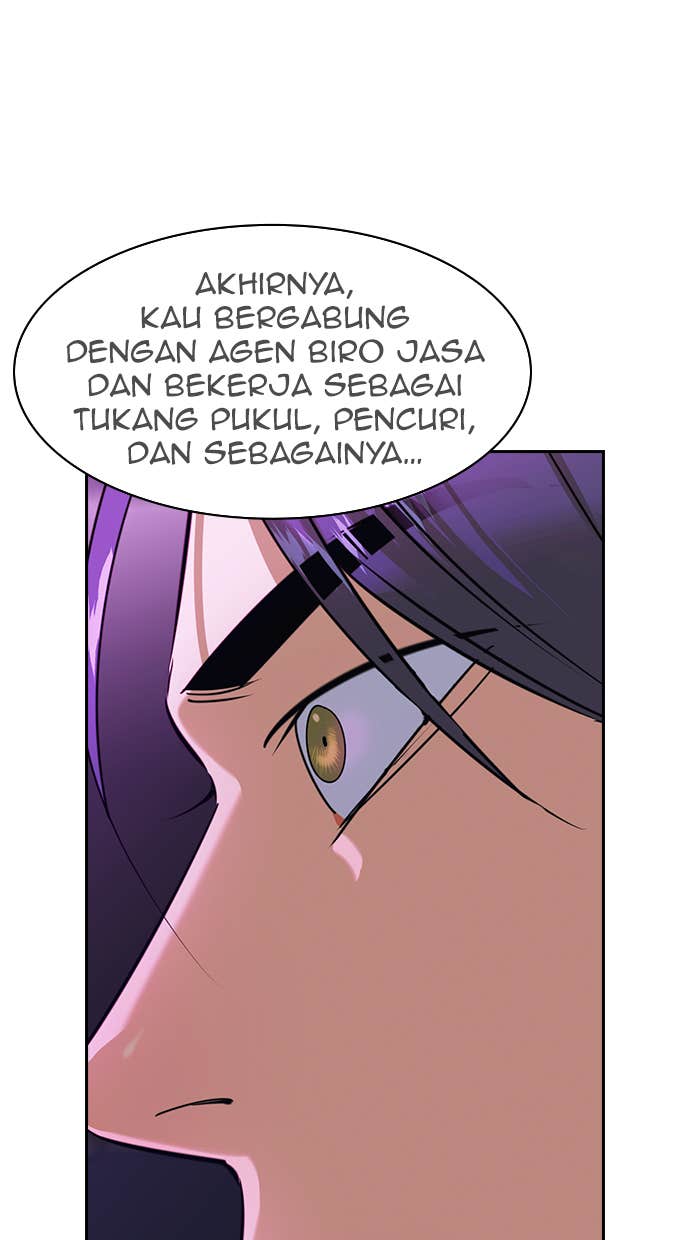 AKHIRNYA,
KAU BERGABUNG
DENGAN AGEN BIRO JASA
DAN BEKERJA SEBAGAI
TUKANG PUKUL, PENCURI,
DAN SEBAGAINYA...